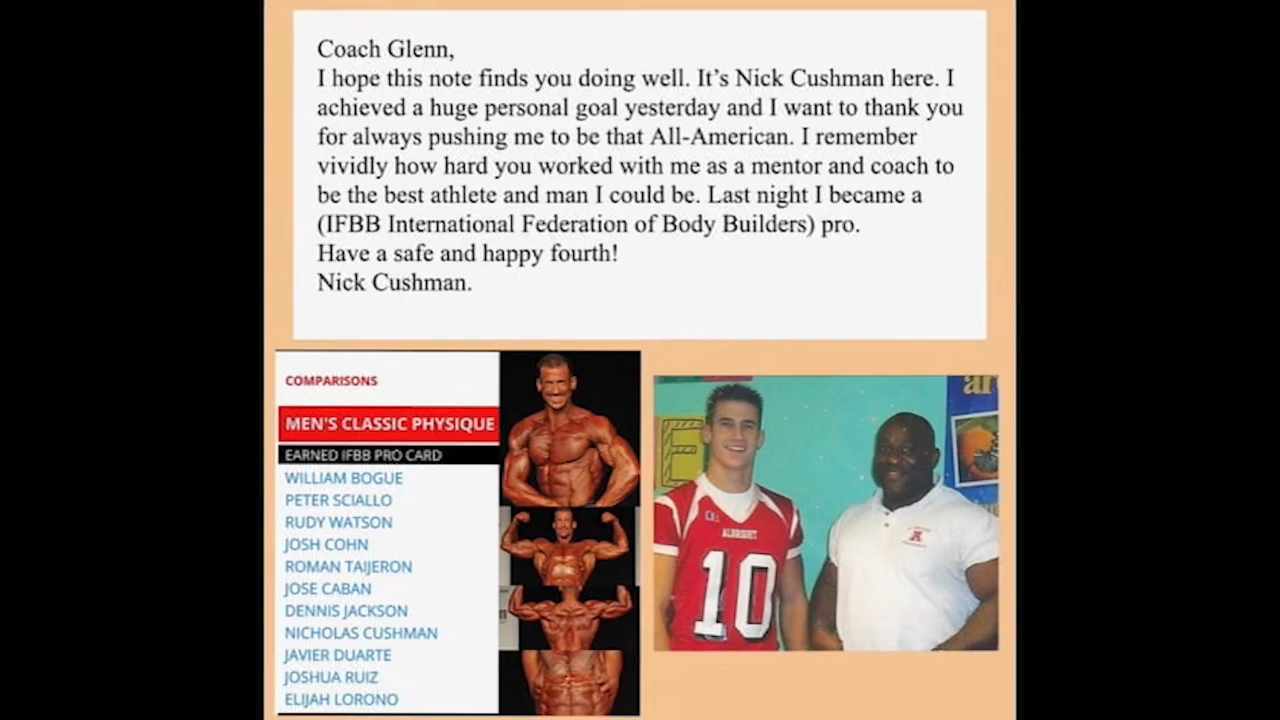 Coach Glenn,
I hope this note finds you doing well. It’s Nick Cushman here. I
achieved a huge personal goal yesterday and I want to thank you
for always pushing me to be that All-American. I remember
vividly how hard you worked with me as a mentor and coach to
be the best athlete and man I could be. Last night I became a
(IFBB International Federation of Body Builders) pro.
Have a safe and happy fourth!
Nick Cushman.
COMPARISONS
MEN'S CLASSIC PHYSIQUE
EARNED IFBB PRO CARD
WILLIAM BOGUE
PETER SCIALLO
RUDY WATSON
JOSH COHN
ROMAN TAIJERON
JOSE CABAN
DENNIS JACKSON
NICHOLAS CUSHMAN
JAVIER DUARTE
JOSHUA RUIZ
ELIJAH LORONO
E
ar
ALBRIGHT
10
A